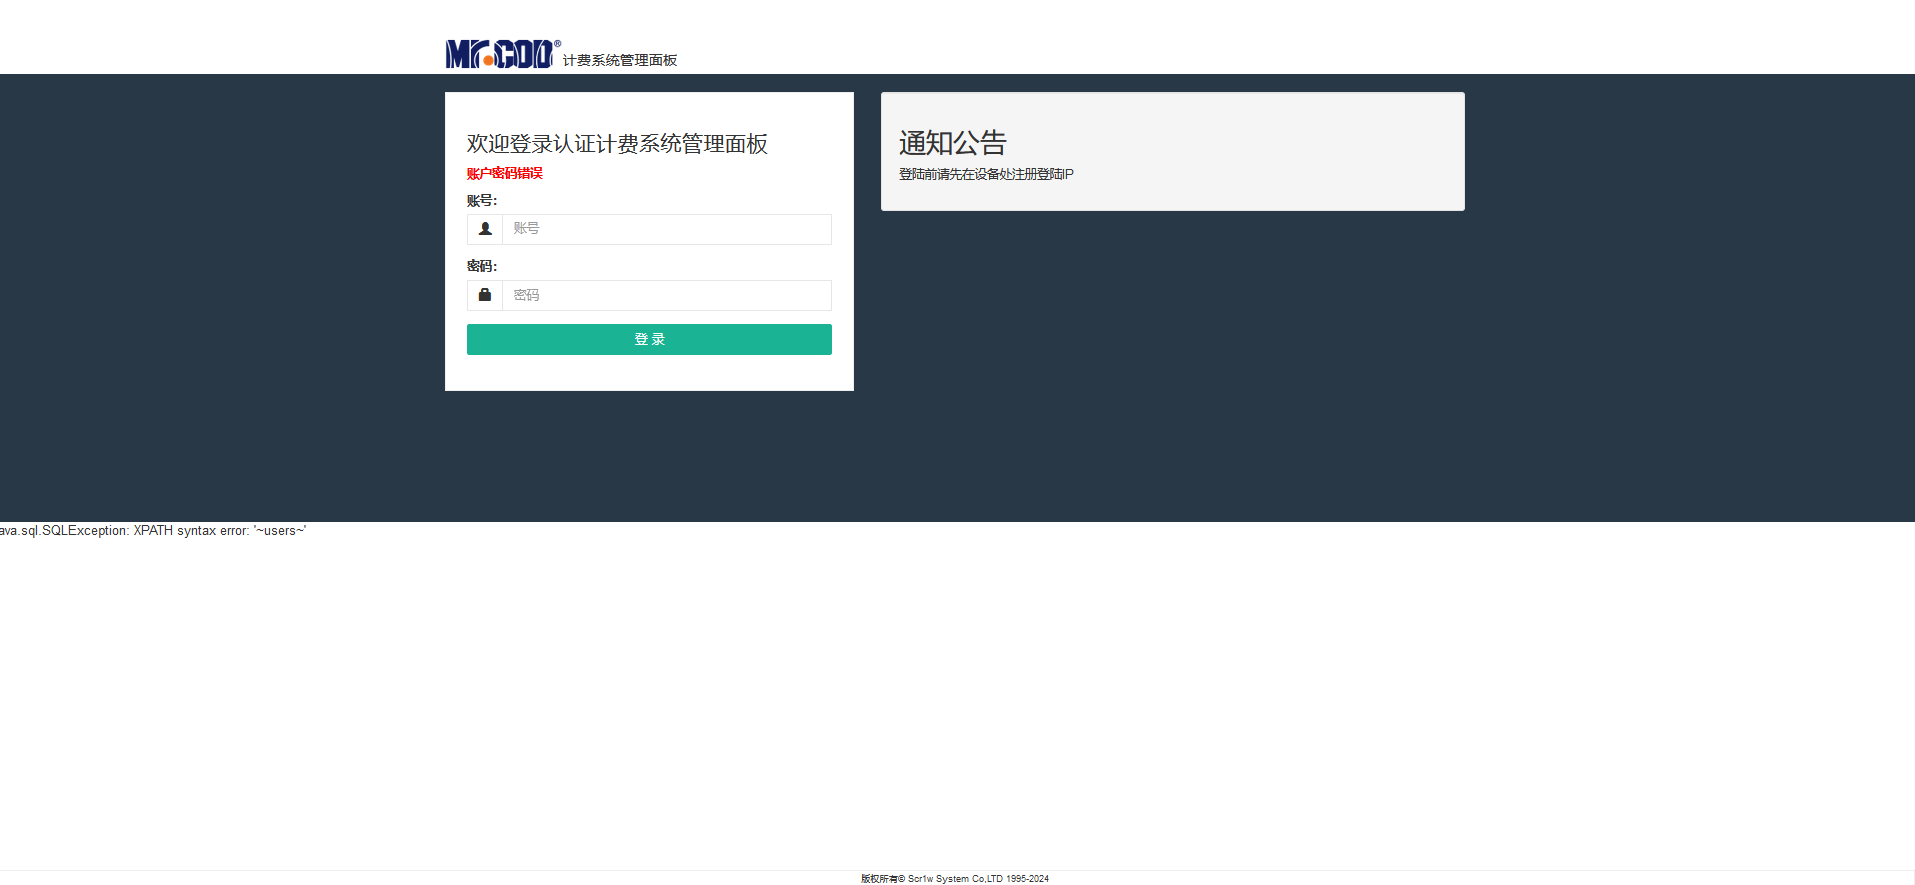 Mr.COO® 计费系统管理面板
欢迎登录认证计费系统管理面板
账户密码错误
账号：
账号
密码：
密码
登 录
通知公告
登陆前请先在设备处注册登陆IP
ava.sql.SQLException: XPATH syntax error: '~users~'
版权所有© Scr1w System Co,LTD 1995-2024